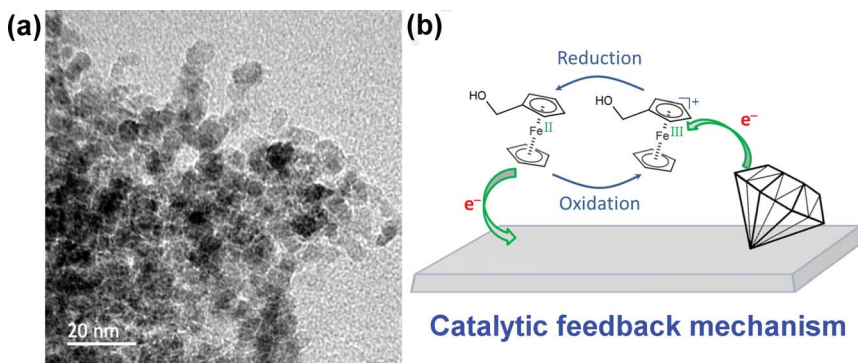 (a)
20 nm
(b)
Reduction
HO
Fe
II
HO
+
Fe
III
e⁻
e⁻
Oxidation
Catalytic feedback mechanism